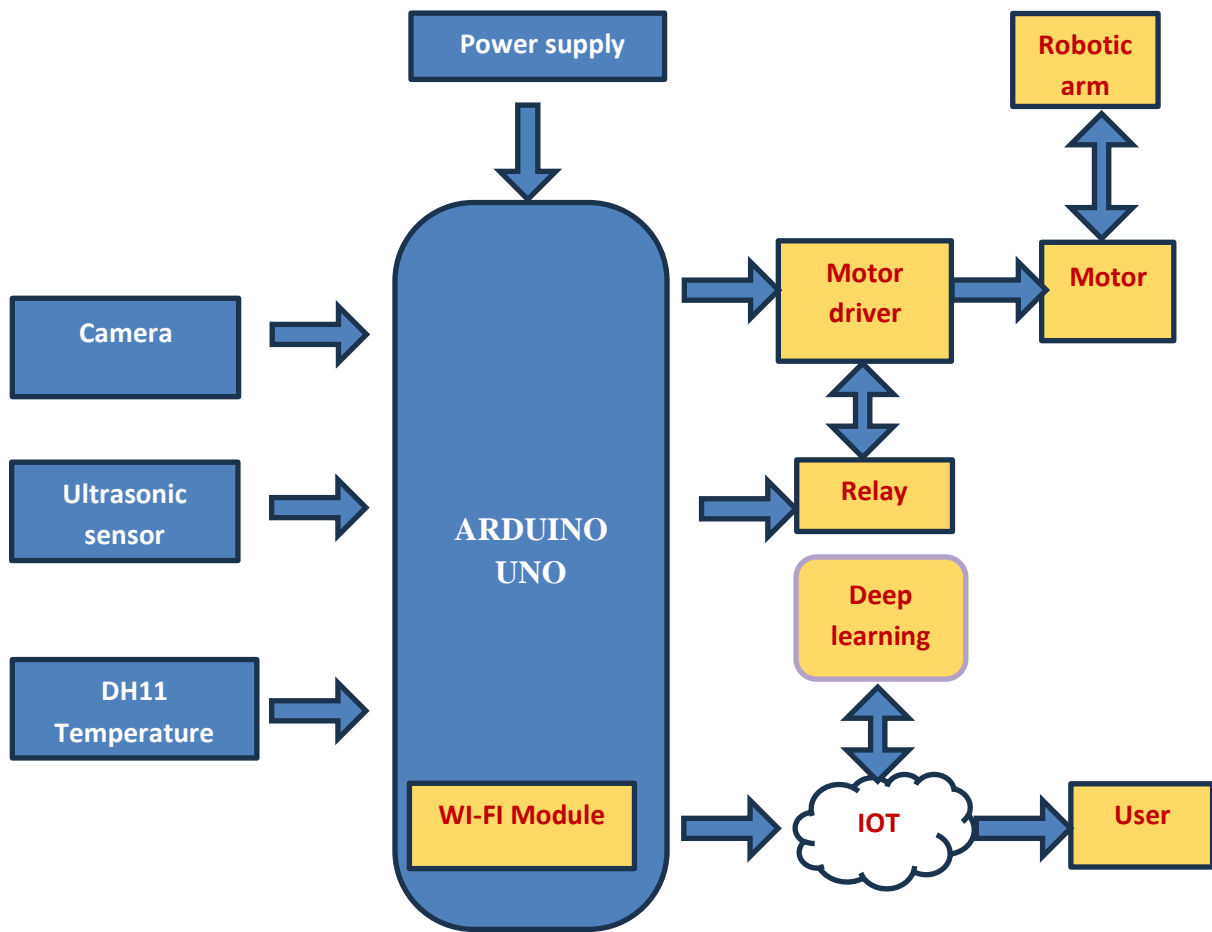 Power supply
Robotic
arm
Motor
driver
Motor
Camera
Ultrasonic
sensor
Relay
ARDUINO
UNO
Deep
learning
DH11
Temperature
WI-FI Module
IOT
User